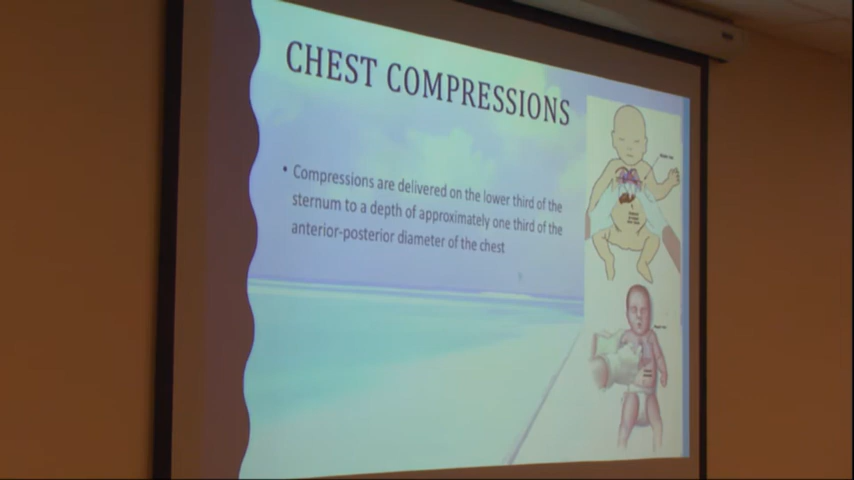 CHEST COMPRESSIONS
• Compressions are delivered on the lower third of the
sternum to a depth of approximately one third of the
anterior-posterior diameter of the chest